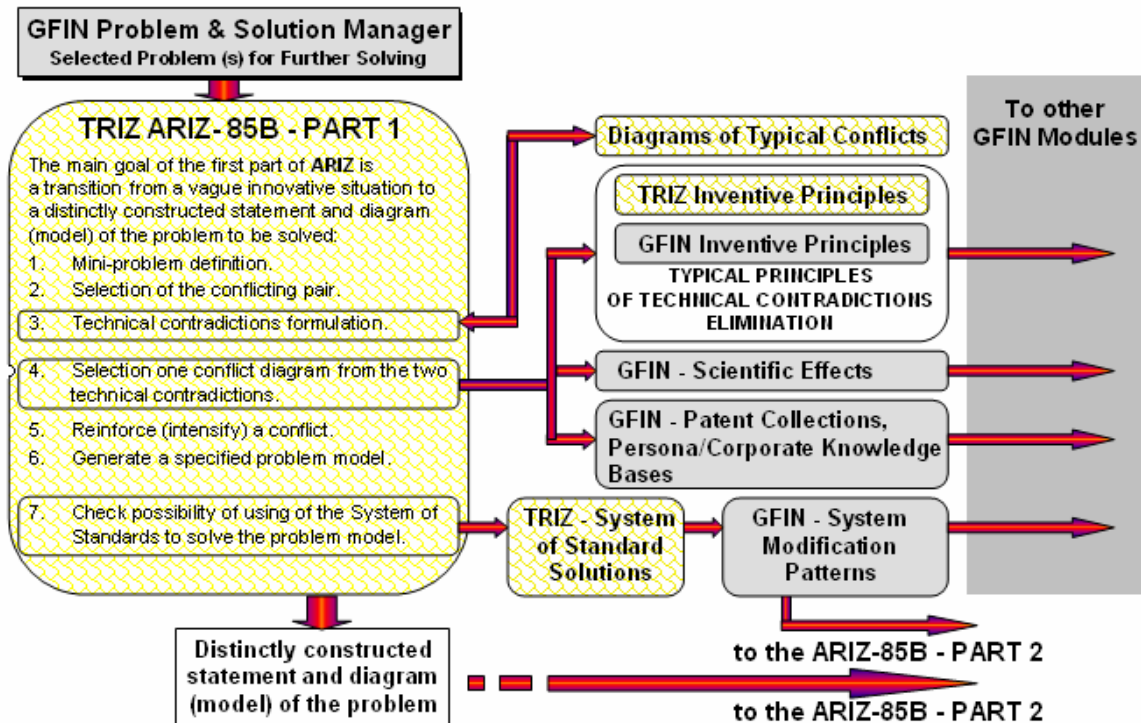 GFIN Problem & Solution Manager
Selected Problem (s) for Further Solving
TRIZ ARIZ- 85B - PART 1
The main goal of the first part of ARIZ is
a transition from a vague innovative situation to
a distinctly constructed statement and diagram
(model) of the problem to be solved:
1. Mini-problem definition.
2. Selection of the conflicting pair.
3. Technical contradictions formulation.
4. Selection one conflict diagram from the two
technical contradictions.
5. Reinforce (intensify) a conflict.
6. Generate a specified problem model.
7. Check possibility of using of the System of
Standards to solve the problem model.
Distinctly constructed
statement and diagram
(model) of the problem
Diagrams of Typical Conflicts
TRIZ Inventive Principles
GFIN Inventive Principles
TYPICAL PRINCIPLES
OF TECHNICAL CONTRADICTIONS
ELIMINATION
GFIN - Scientific Effects
GFIN - Patent Collections,
Persona/Corporate Knowledge
Bases
TRIZ - System
of Standard
Solutions
GFIN - System
Modification
Patterns
To other
GFIN Modules
to the ARIZ-85B - PART 2
to the ARIZ-85B - PART 2